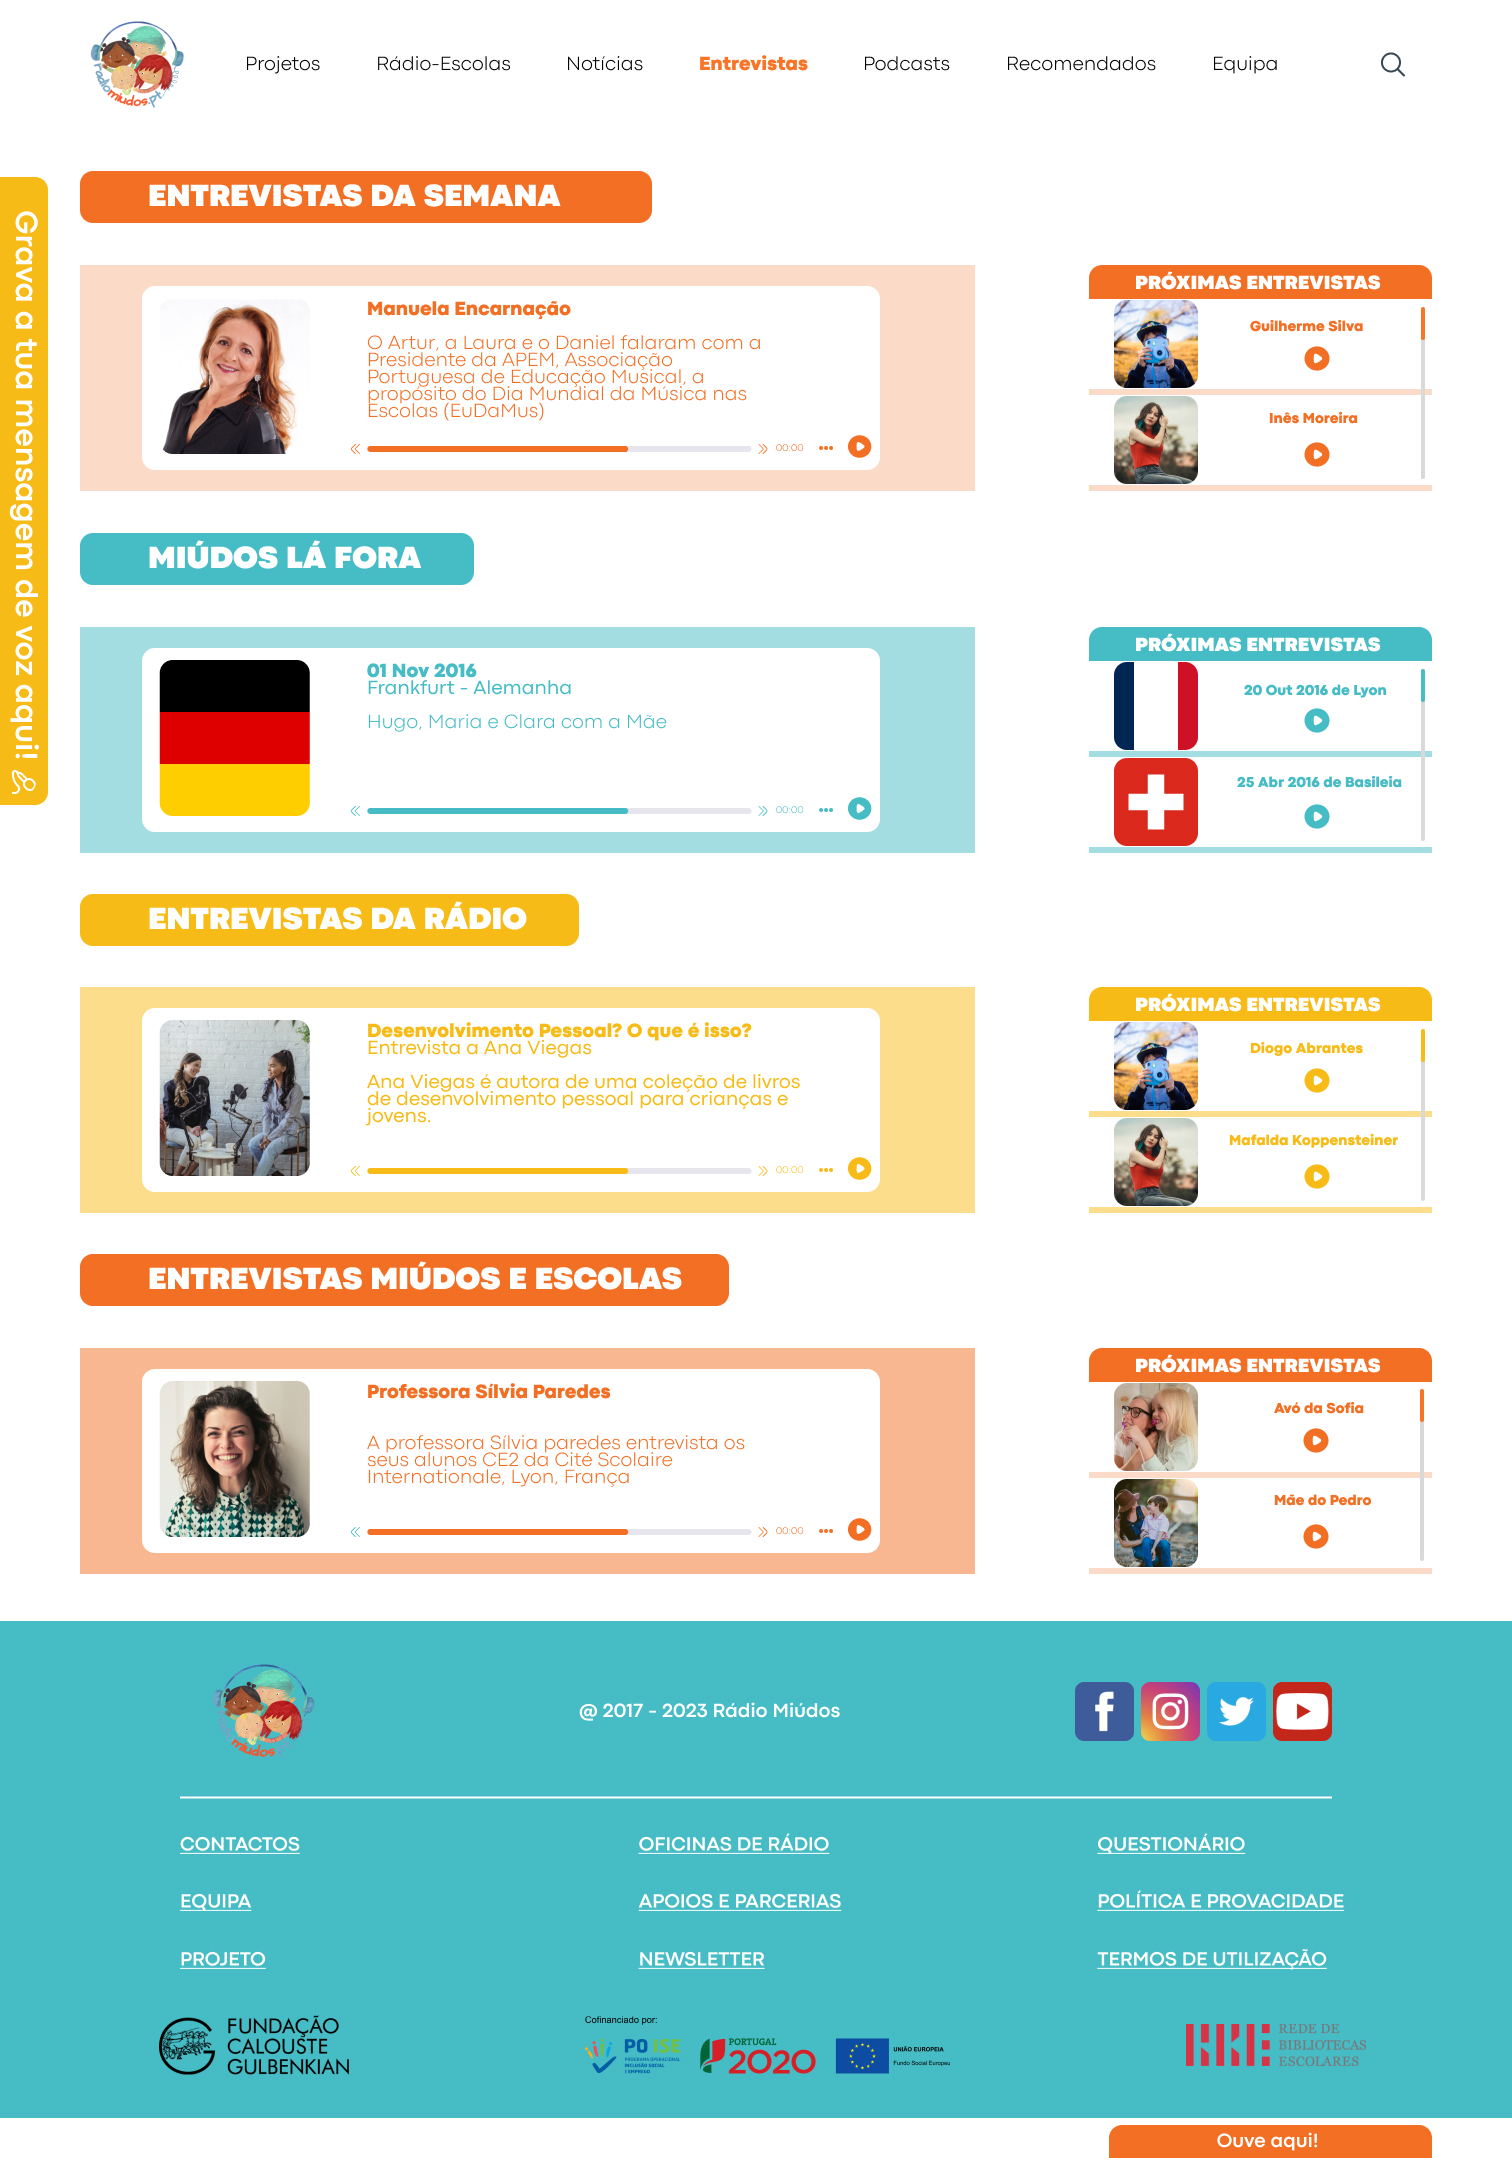 radiomiúdos.pt
Projetos
Rádio-Escolas
Notícias
Entrevistas
Podcasts
Recomendados
Equipa
Grava a tua mensagem de voz aqui!
ENTREVISTAS DA SEMANA
Manuela Encarnação
O Artur, a Laura e o Daniel falaram com a
Presidente da APEM, Associação
Portuguesa de Educação Musical, a
propósito do Dia Mundial da Música nas
Escolas (EuDaMus)
00:00
PRÓXIMAS ENTREVISTAS
Guilherme Silva
Inês Moreira
MIÚDOS LÁ FORA
01 Nov 2016
Frankfurt - Alemanha
Hugo, Maria e Clara com a Mãe
00:00
PRÓXIMAS ENTREVISTAS
20 Out 2016 de Lyon
25 Abr 2016 de Basileia
ENTREVISTAS DA RÁDIO
Desenvolvimento Pessoal? O que é isso?
Entrevista a Ana Viegas
Ana Viegas é autora de uma coleção de livros
de desenvolvimento pessoal para crianças e
jovens.
00:00
PRÓXIMAS ENTREVISTAS
Diogo Abrantes
Mafalda Koppensteiner
ENTREVISTAS MIÚDOS E ESCOLAS
Professora Sílvia Paredes
A professora Sílvia paredes entrevista os
seus alunos CE2 da Cité Scolaire
Internationale, Lyon, França
00:00
PRÓXIMAS ENTREVISTAS
Avó da Sofia
Mãe do Pedro
miúdos
@ 2017 - 2023 Rádio Miúdos
CONTACTOS
OFICINAS DE RÁDIO
QUESTIONÁRIO
EQUIPA
APOIOS E PARCERIAS
POLÍTICA E PROVACIDADE
PROJETO
NEWSLETTER
TERMOS DE UTILIZAÇÃO
FUNDAÇÃO
CALOUSTE
GULBENKIAN
Cofinanciado por:
PO ISE
PROGRAMA OPERACIONAL
INCLUSÃO SOCIAL
E EMPREGO
PORTUGAL
2020
UNIÃO EUROPEIA
Fundo Social Europeu
REDE DE
BIBLIOTECAS
ESCOLARES
Ouve aqui!